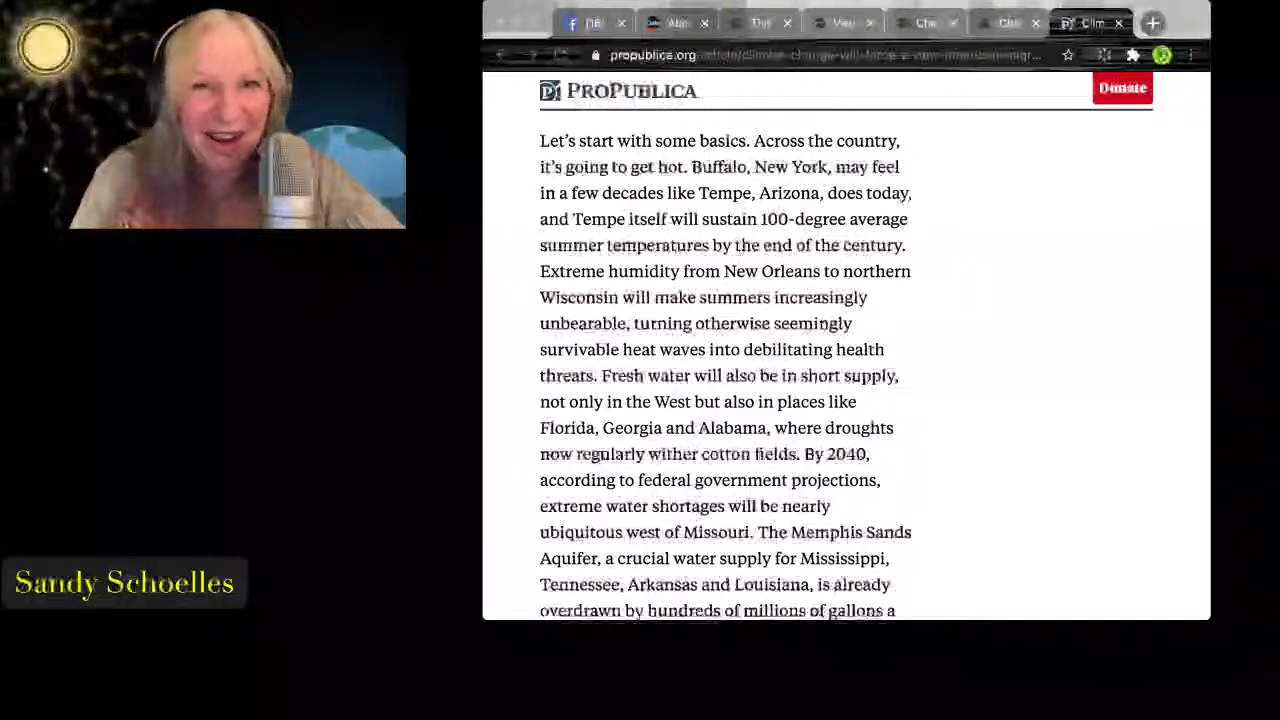 propublica.org
PROPUBLICA
Donate
Let's start with some basics. Across the country,
it's going to get hot. Buffalo, New York, may feel
in a few decades like Tempe, Arizona, does today,
and Tempe itself will sustain 100-degree average
summer temperatures by the end of the century.
Extreme humidity from New Orleans to northern
Wisconsin will make summers increasingly
unbearable, turning otherwise seemingly
survivable heat waves into debilitating health
threats. Fresh water will also be in short supply,
not only in the West but also in places like
Florida, Georgia and Alabama, where droughts
now regularly wither cotton fields. By 2040,
according to federal government projections,
extreme water shortages will be nearly
ubiquitous west of Missouri. The Memphis Sands
Aquifer, a crucial water supply for Mississippi,
Tennessee, Arkansas and Louisiana, is already
overdrawn by hundreds of millions of gallons a
Sandy Schoelles